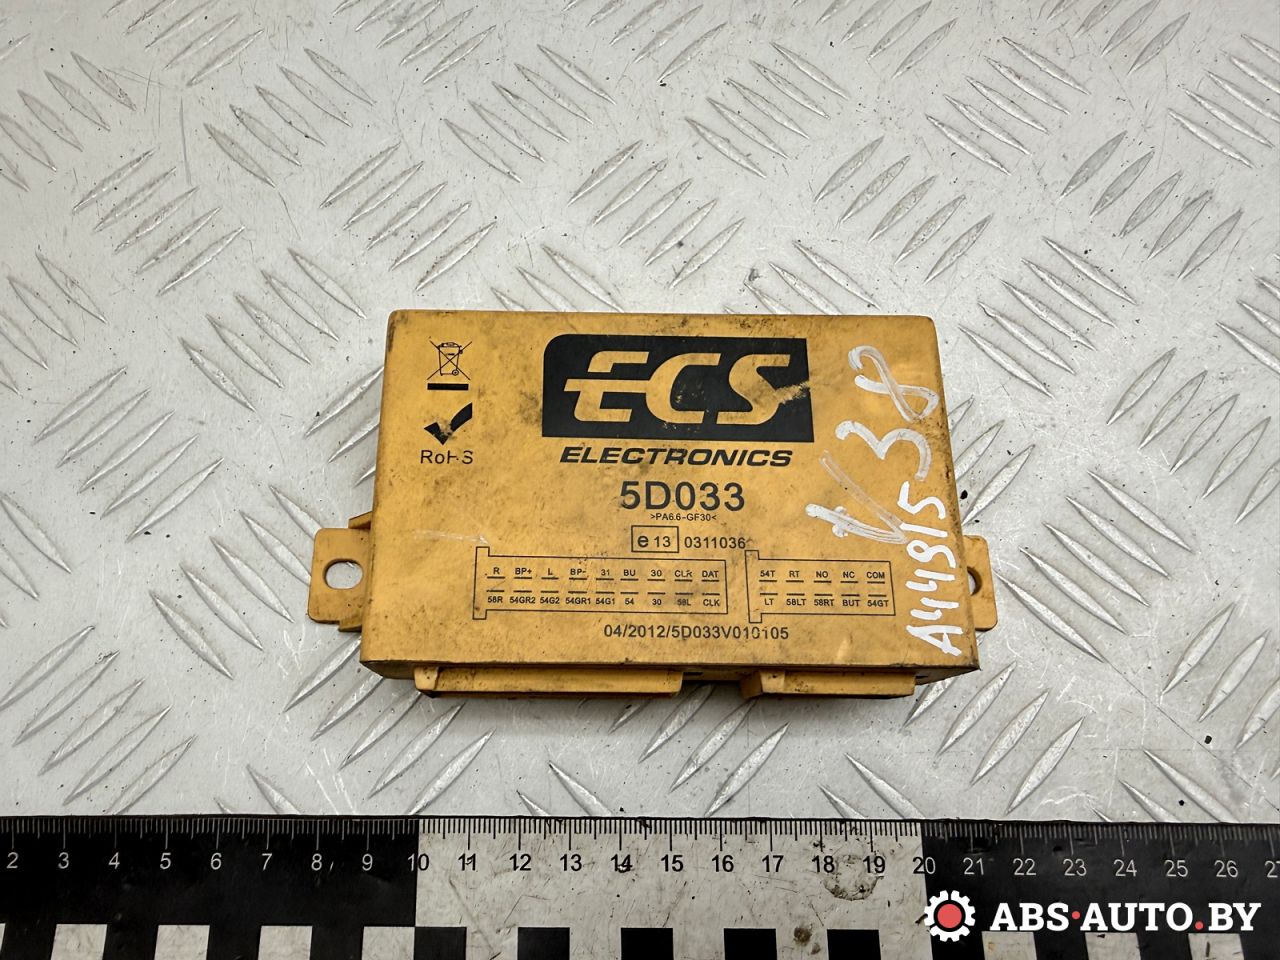 ECS
ELECTRONICS
RoHS
5D033
>PA6.6-GF30<
e 13 0311036
R BP+ L BP- 31 BU 30 CLR DAT
58R 54GR2 54G2 54GR1 54G1 54 30 58L CLK
54T RT NO NC COM
LT 58LT 58RT BUT 54GT
04/2012/5D033V010105
A44815
2 3 4 5 6 7 8 9 10 11 12 13 14 15 16 17 18 19 20 21 22 23 24 25 26 27
ABS-AUTO.BY